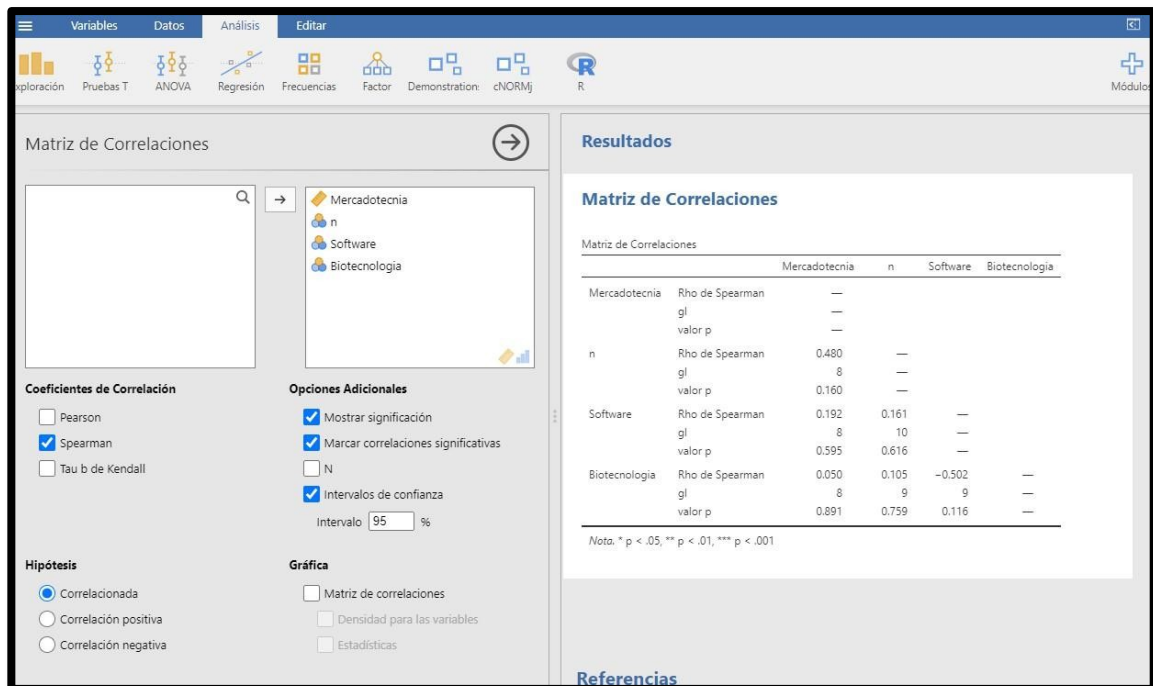 Variables Datos Análisis Editar
xploración Pruebas T ANOVA Regresión Frecuencias Factor Demonstration: cNORMj R Módulos
Matriz de Correlaciones
Mercadotecnia
n
Software
Biotecnologia
Coeficientes de Correlación
Pearson
Spearman
Tau b de Kendall
Opciones Adicionales
Mostrar significación
Marcar correlaciones significativas
N
Intervalos de confianza
Intervalo 95 %
Hipótesis
Correlacionada
Correlación positiva
Correlación negativa
Gráfica
Matriz de correlaciones
Densidad para las variables
Estadísticas
Resultados
Matriz de Correlaciones
Matriz de Correlaciones
Mercadotecnia n Software Biotecnologia
Mercadotecnia Rho de Spearman —
gl —
valor p —
n Rho de Spearman 0.480 —
gl 8 —
valor p 0.160 —
Software Rho de Spearman 0.192 0.161 —
gl 8 10 —
valor p 0.595 0.616 —
Biotecnologia Rho de Spearman 0.050 0.105 −0.502 —
gl 8 9 9 —
valor p 0.891 0.759 0.116 —
Nota. * p < .05, ** p < .01, *** p < .001
Referencias